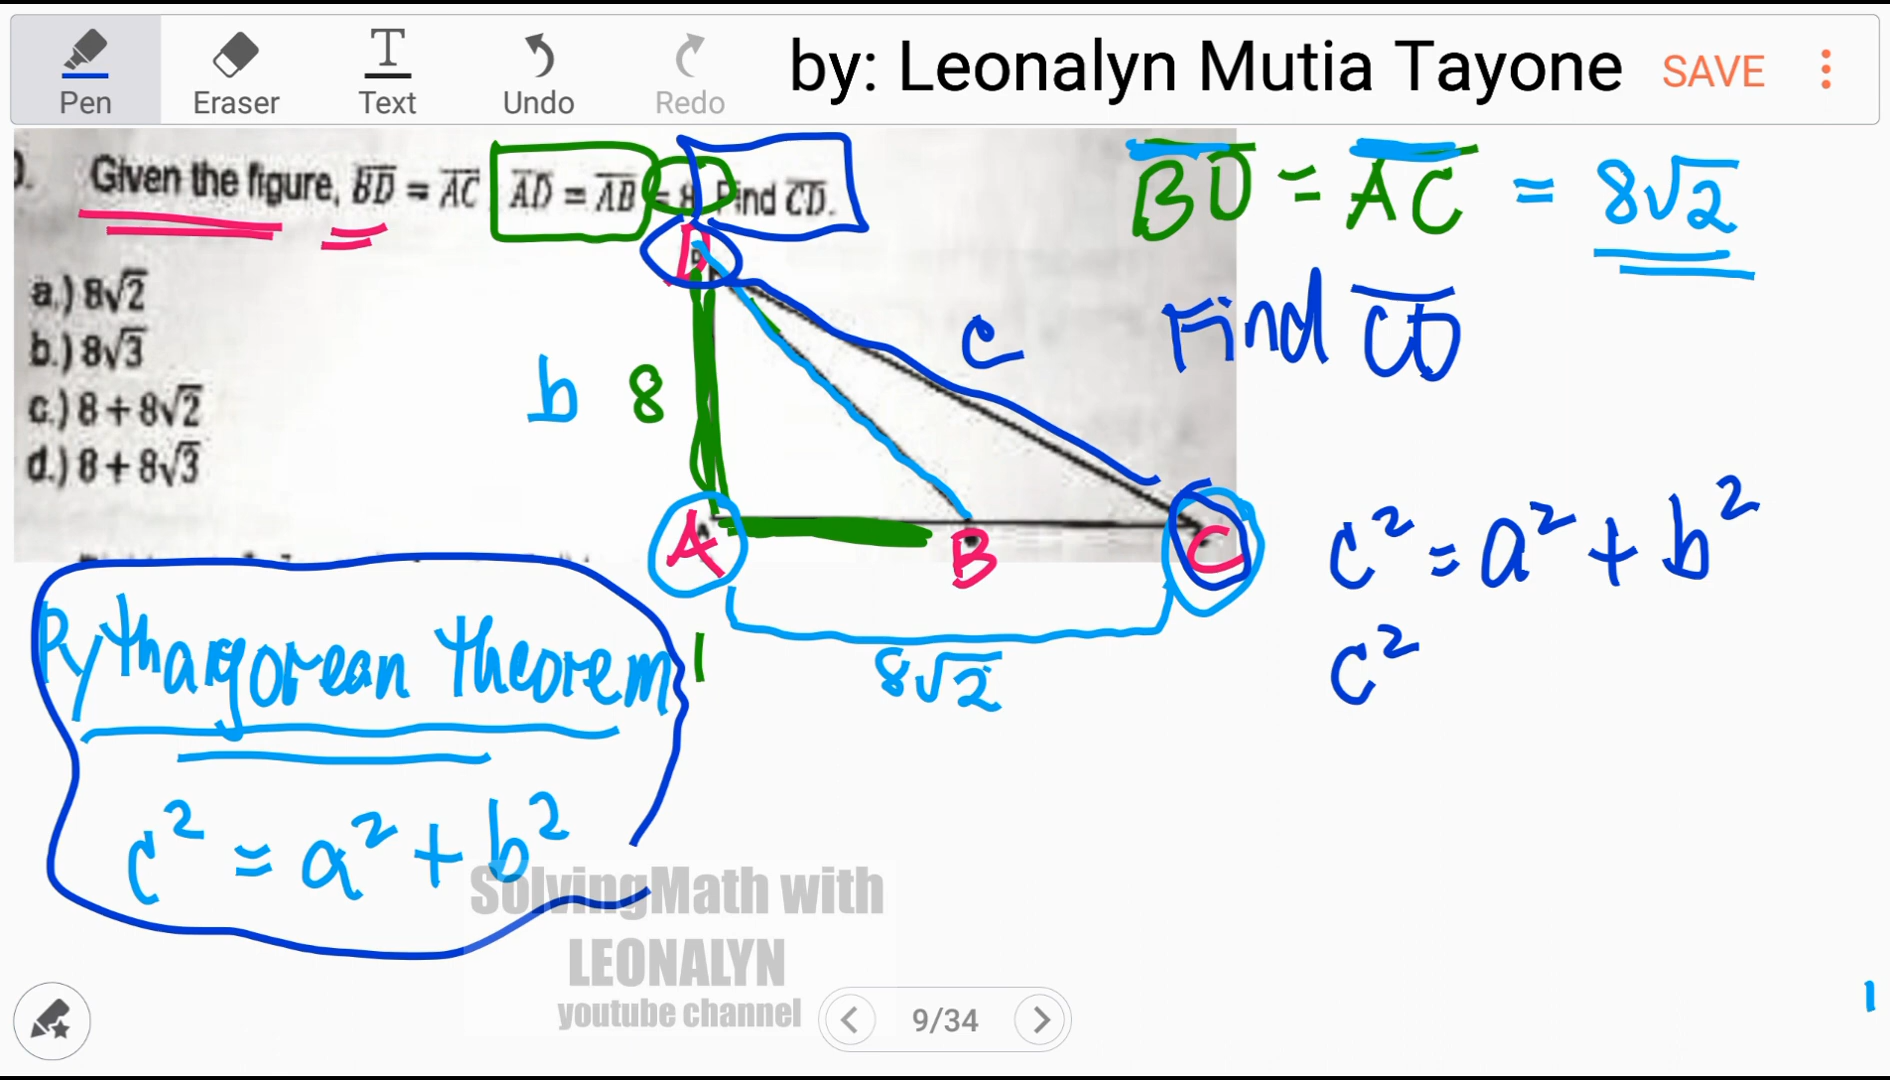 Pen Eraser Text Undo Redo by: Leonalyn Mutia Tayone SAVE
Given the figure, BD = AC AD = AB = 8 Find CD.
BD = AC = 8√2
D
a.) 8√2
Find CD
b.) 8√3
c
b 8
c.) 8 + 8√2
d.) 8 + 8√3
A B C
c² = a² + b²
Pythagorean theorem
8√2
c²
c² = a² + b²
SolvingMath with
LEONALYN
youtube channel
9/34